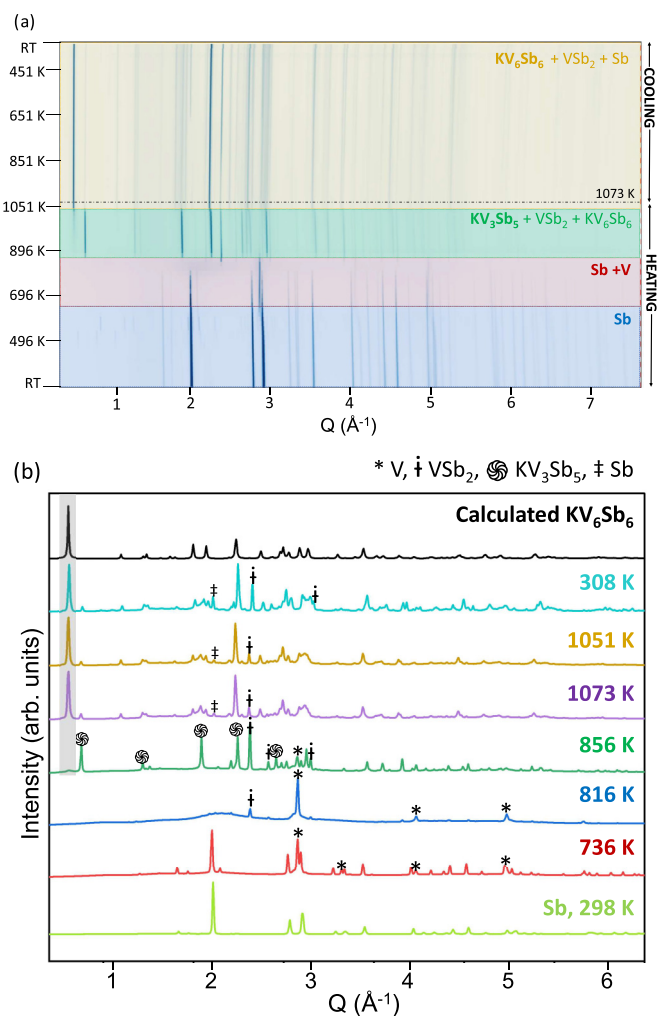 (a)
RT
451 K
651 K
851 K
1051 K
896 K
696 K
496 K
RT
KV6Sb6 + VSb2 + Sb
1073 K
KV3Sb5 + VSb2 + KV6Sb6
Sb +V
Sb
COOLING
HEATING
1 2 3 4 5 6 7
Q (Å-1)
(b)
* V, ⸸ VSb2, KV3Sb5, ‡ Sb
Calculated KV6Sb6
308 K
1051 K
1073 K
856 K
816 K
736 K
Sb, 298 K
Intensity (arb. units)
1 2 3 4 5 6
Q (Å-1)